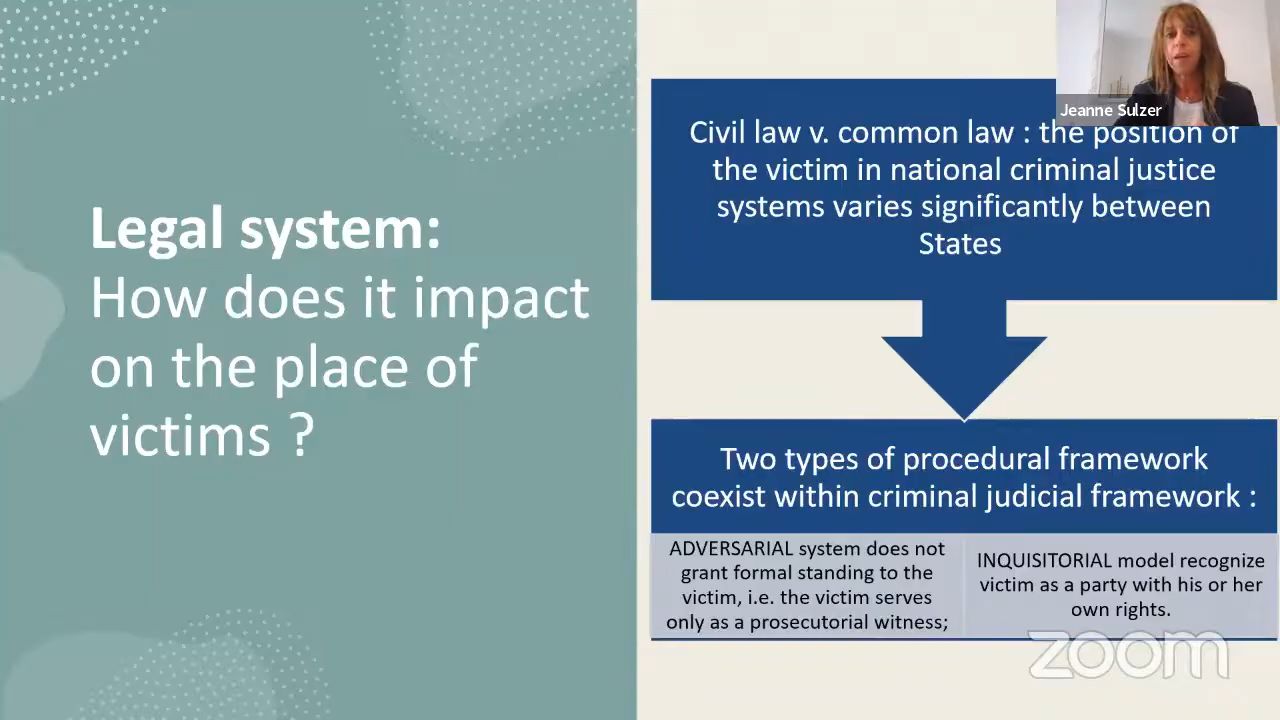 Legal system:
How does it impact
on the place of
victims ?
Jeanne Sulzer
Civil law v. common law : the position of
the victim in national criminal justice
systems varies significantly between
States
Two types of procedural framework
coexist within criminal judicial framework :
ADVERSARIAL system does not
grant formal standing to the
victim, i.e. the victim serves
only as a prosecutorial witness;
INQUISITORIAL model recognize
victim as a party with his or her
own rights.
zoom